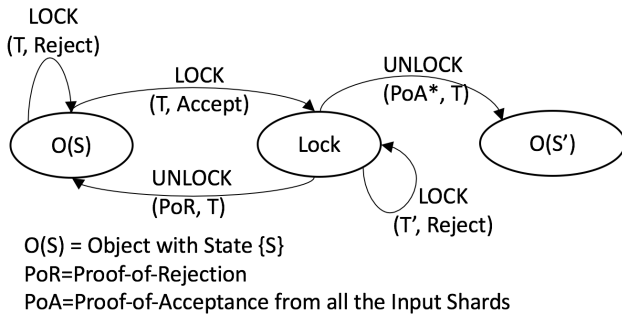 LOCK
(T, Reject)
LOCK
(T, Accept)
UNLOCK
(PoA*, T)
O(S)
Lock
O(S’)
UNLOCK
(PoR, T)
LOCK
(T’, Reject)
O(S) = Object with State {S}
PoR=Proof-of-Rejection
PoA=Proof-of-Acceptance from all the Input Shards